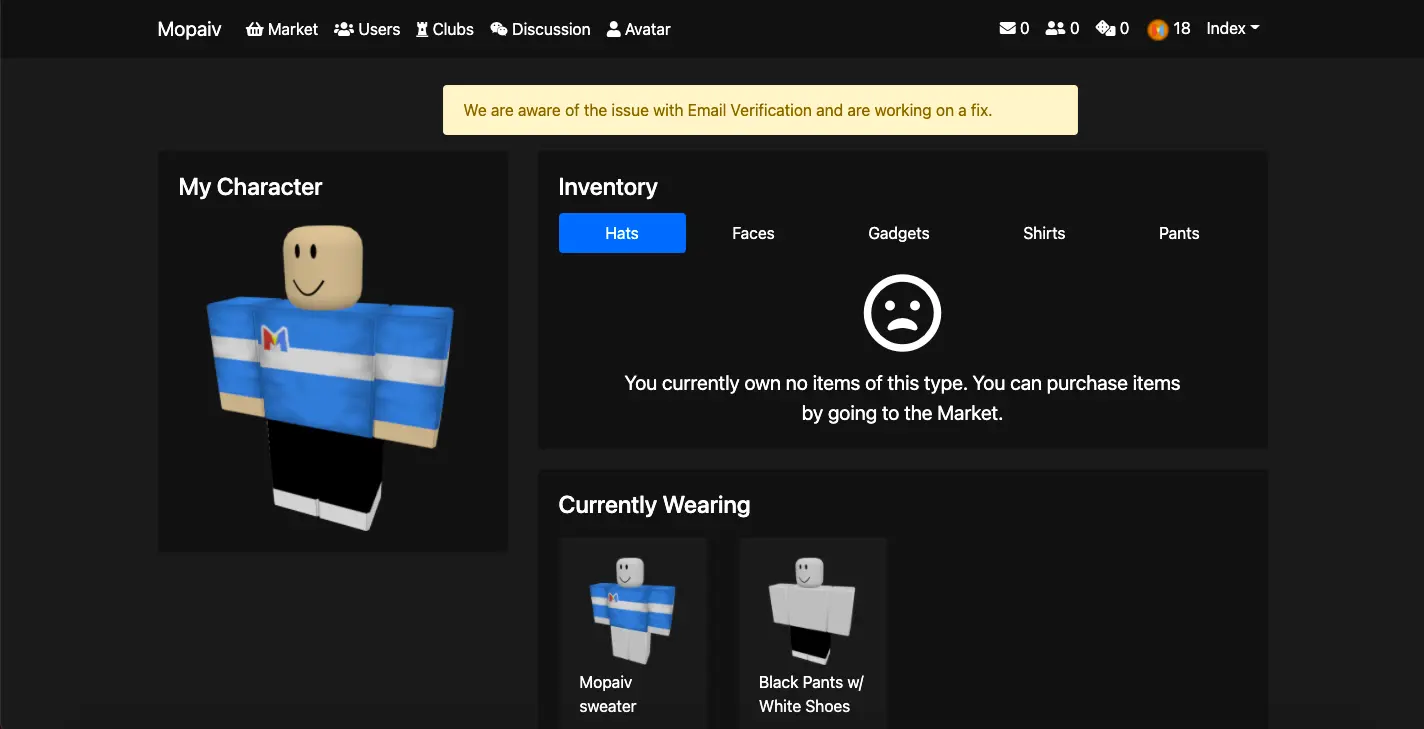 Mopaiv Market Users Clubs Discussion Avatar 0 0 0 18 Index
We are aware of the issue with Email Verification and are working on a fix.
My Character
Inventory
Hats Faces Gadgets Shirts Pants
You currently own no items of this type. You can purchase items
by going to the Market.
Currently Wearing
Mopaiv
sweater
Black Pants w/
White Shoes